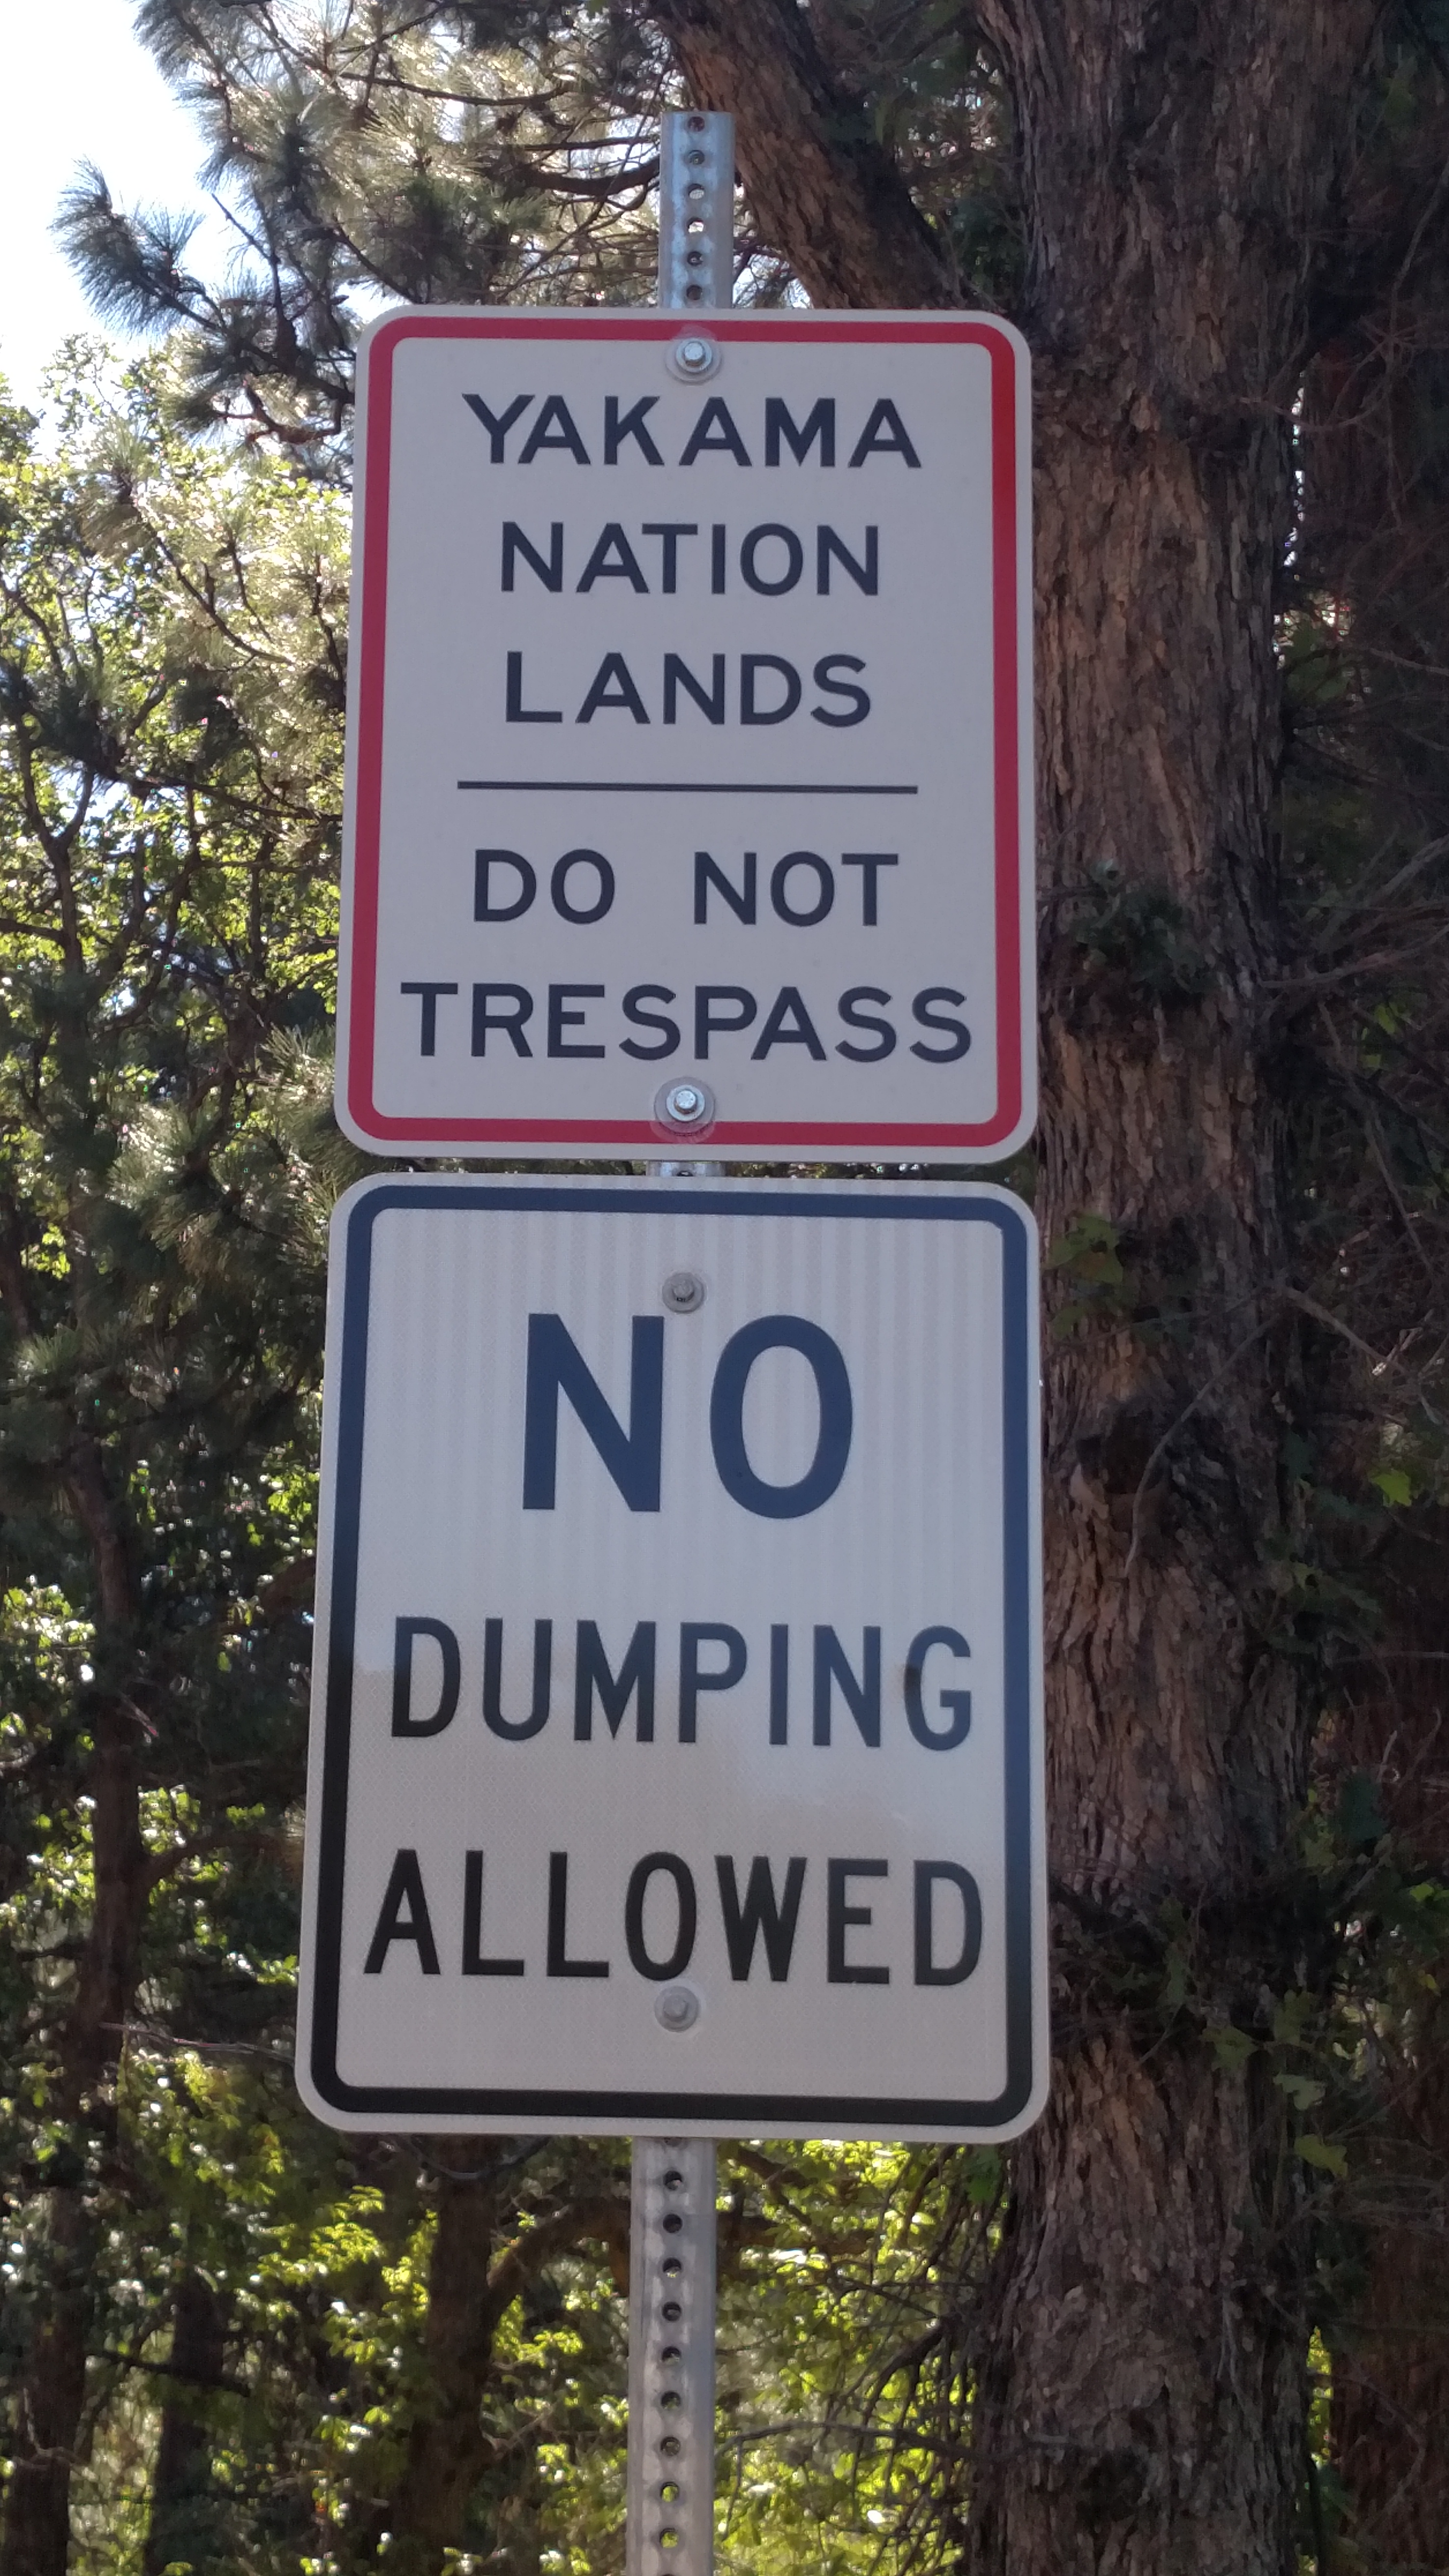 YAKAMA
NATION
LANDS
DO NOT
TRESPASS
NO
DUMPING
ALLOWED